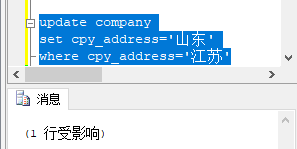 update company
set cpy_address='山东'
where cpy_address='江苏'
消息
(1 行受影响)